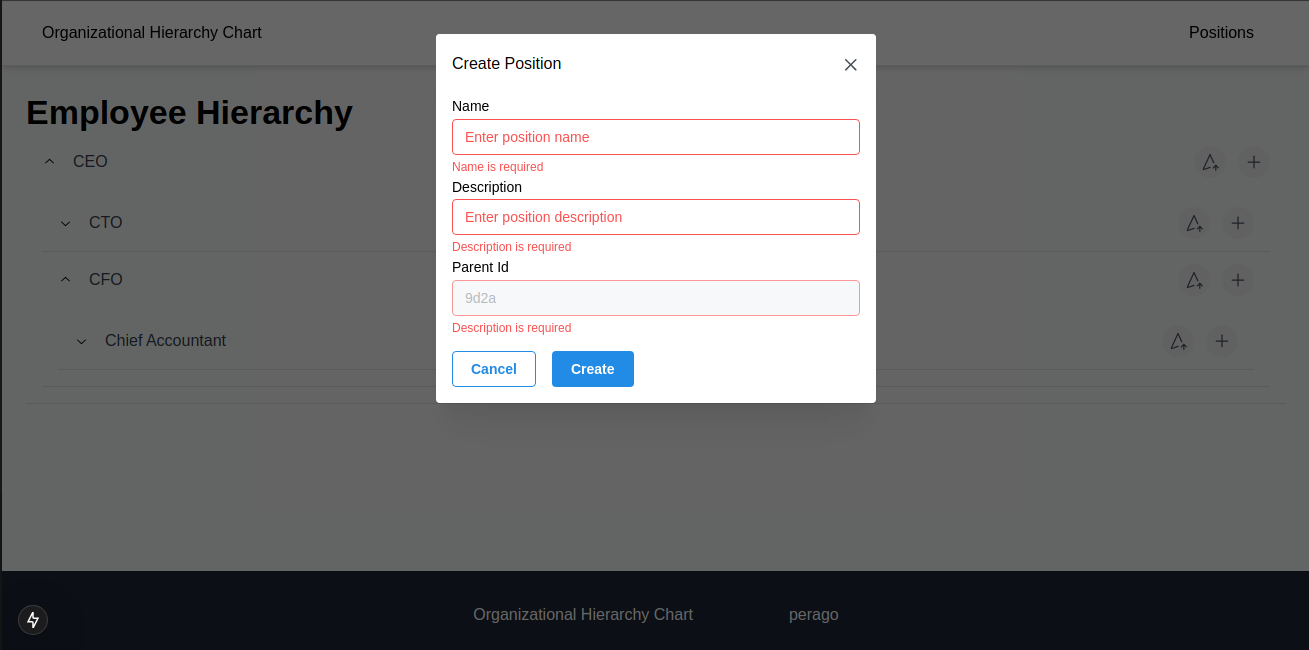 Organizational Hierarchy Chart
Positions
Create Position
Name
Enter position name
Name is required
Description
Enter position description
Description is required
Parent Id
9d2a
Description is required
Cancel
Create
Employee Hierarchy
CEO
CTO
CFO
Chief Accountant
Organizational Hierarchy Chart
perago